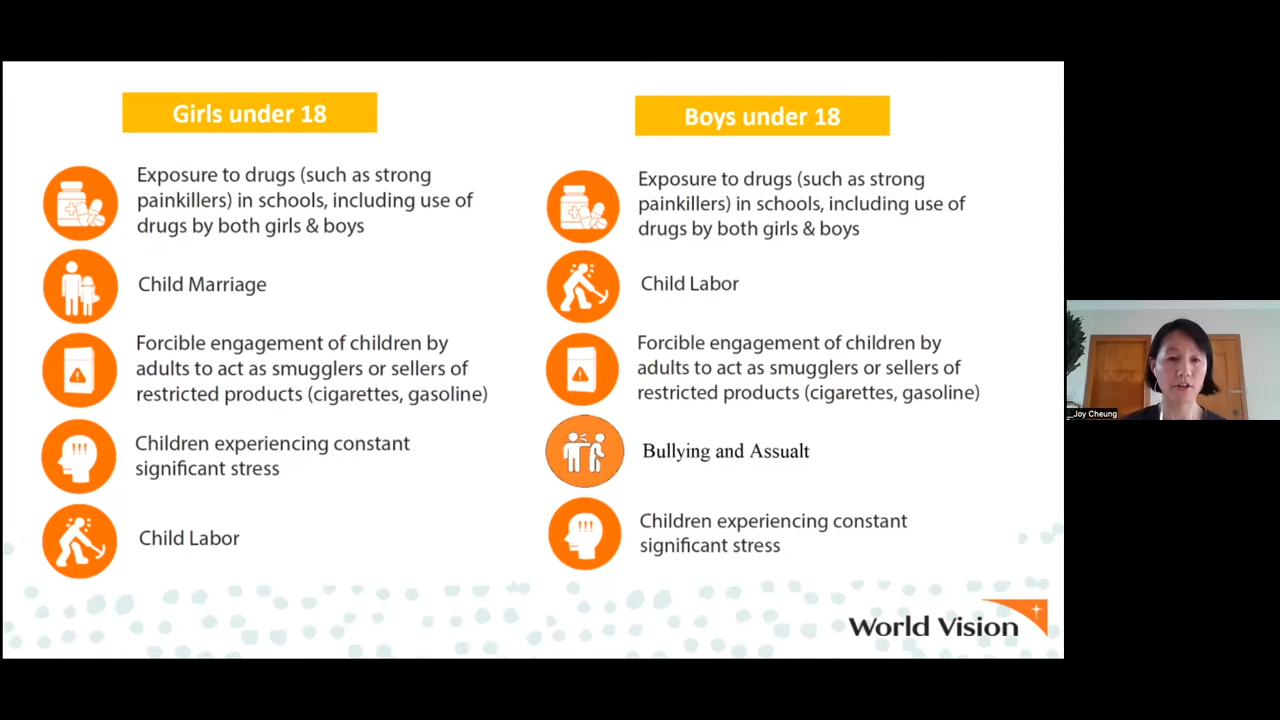 Girls under 18
Exposure to drugs (such as strong
painkillers) in schools, including use of
drugs by both girls & boys
Child Marriage
Forcible engagement of children by
adults to act as smugglers or sellers of
restricted products (cigarettes, gasoline)
Children experiencing constant
significant stress
!!!
Child Labor
Boys under 18
Exposure to drugs (such as strong
painkillers) in schools, including use of
drugs by both girls & boys
Child Labor
Forcible engagement of children by
adults to act as smugglers or sellers of
restricted products (cigarettes, gasoline)
Bullying and Assualt
Children experiencing constant
significant stress
!!!
World Vision
Joy Cheung